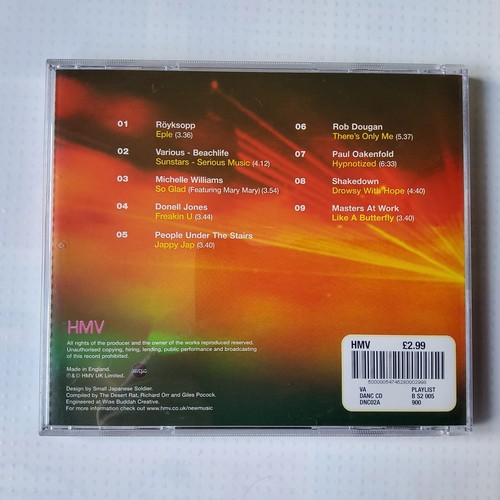 01 Röyksopp
Eple (3.36)
02 Various - Beachlife
Sunstars - Serious Music (4.12)
03 Michelle Williams
So Glad (Featuring Mary Mary) (3.54)
04 Donell Jones
Freakin U (3.44)
05 People Under The Stairs
Jappy Jap (3.40)
06 Rob Dougan
There's Only Me (5.37)
07 Paul Oakenfold
Hypnotized (6:33)
08 Shakedown
Drowsy With Hope (4:40)
09 Masters At Work
Like A Butterfly (3.40)
HMV
All rights of the producer and the owner of the works reproduced reserved.
Unauthorised copying, hiring, lending, public performance and broadcasting
of this record prohibited.
Made in England.
℗ & © HMV UK Limited.
Design by Small Japanese Soldier.
Compiled by The Desert Rat, Richard Orr and Giles Pocock.
Engineered at Wise Buddah Creative.
For more information check out www.hmv.co.uk/newmusic
HMV £2.99
VA PLAYLIST
DANC CD B S2 005
DNC02A 900